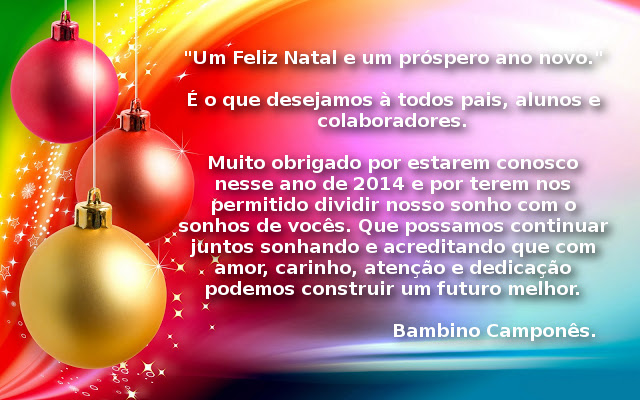 "Um Feliz Natal e um próspero ano novo."
É o que desejamos à todos pais, alunos e
colaboradores.
Muito obrigado por estarem conosco
nesse ano de 2014 e por terem nos
permitido dividir nosso sonho com o
sonhos de vocês. Que possamos continuar
juntos sonhando e acreditando que com
amor, carinho, atenção e dedicação
podemos construir um futuro melhor.
Bambino Camponês.